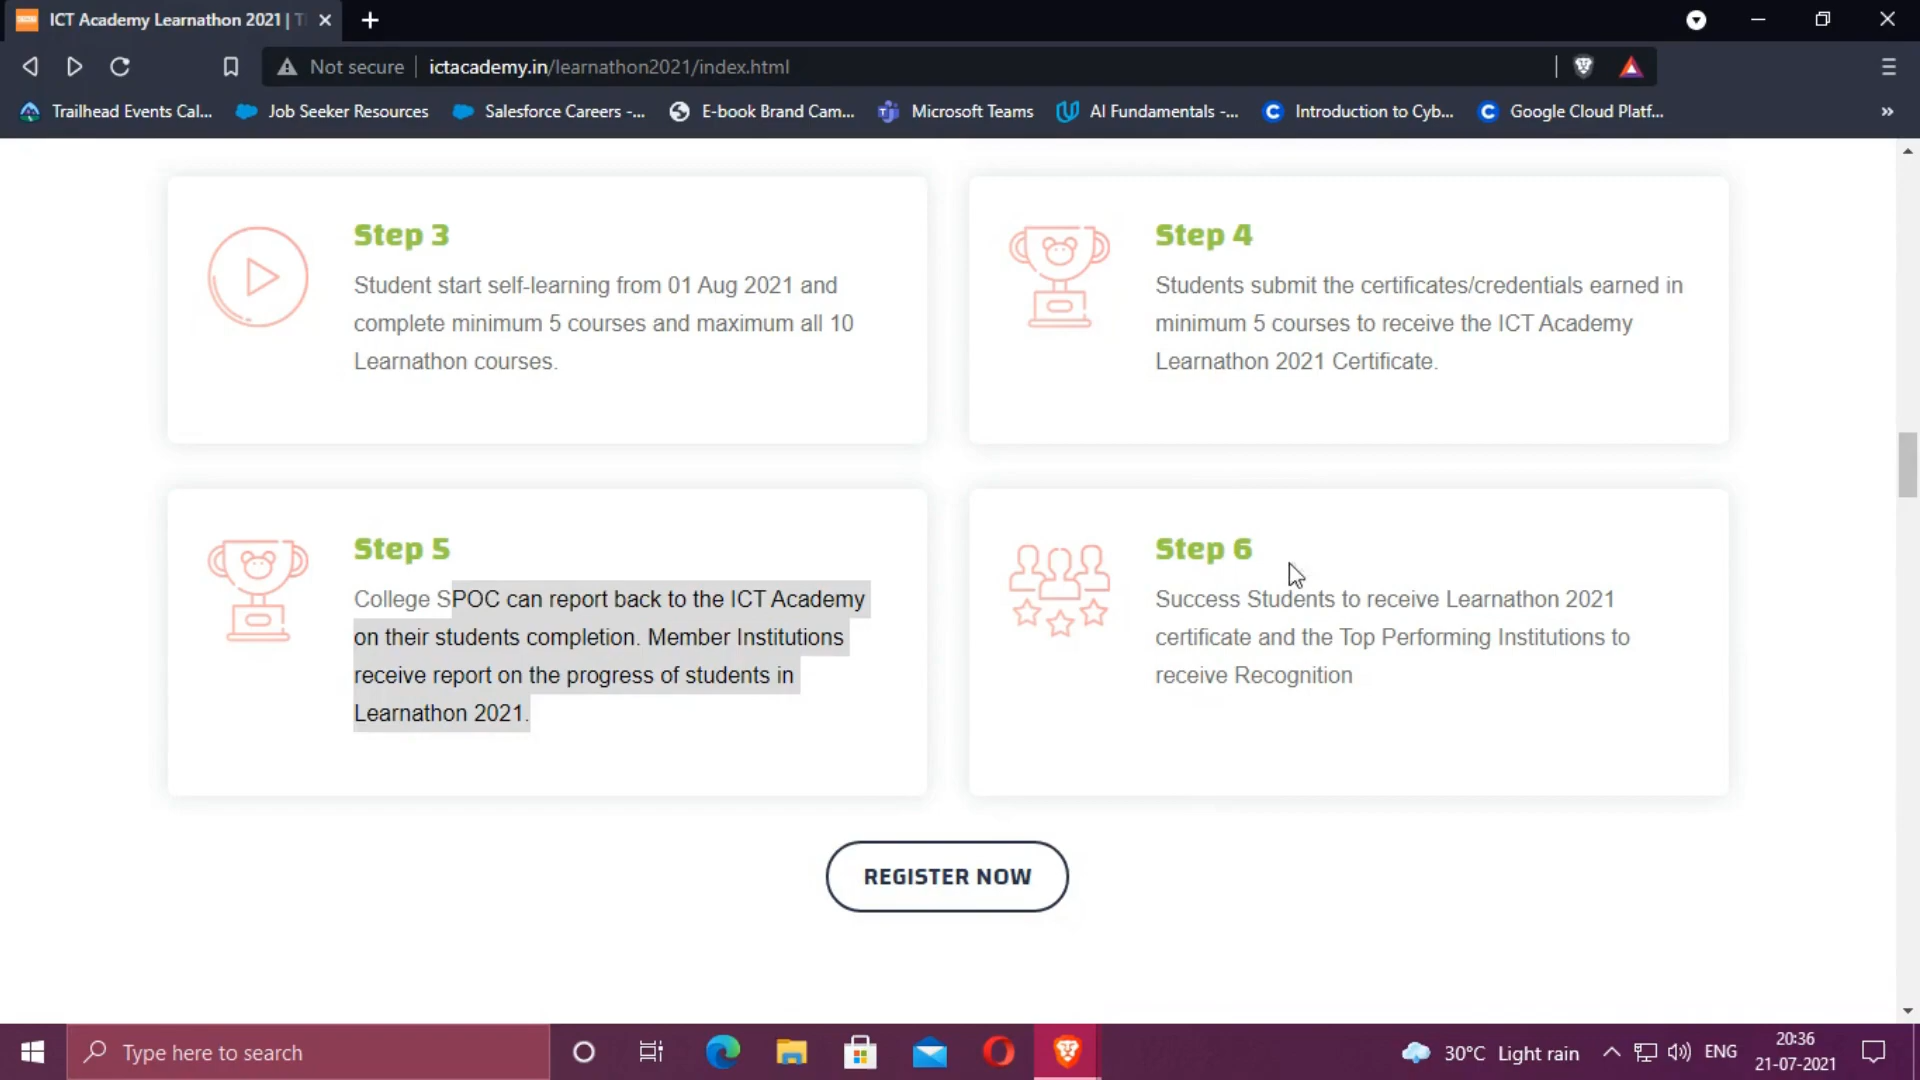 ICT Academy Learnathon 2021 |
Not secure
ictacademy.in/learnathon2021/index.html
Trailhead Events Cal...
Job Seeker Resources
Salesforce Careers -...
E-book Brand Cam...
Microsoft Teams
AI Fundamentals -...
Introduction to Cyb...
Google Cloud Platf...
Step 3
Student start self-learning from 01 Aug 2021 and
complete minimum 5 courses and maximum all 10
Learnathon courses.
Step 4
Students submit the certificates/credentials earned in
minimum 5 courses to receive the ICT Academy
Learnathon 2021 Certificate.
Step 5
College SPOC can report back to the ICT Academy
on their students completion. Member Institutions
receive report on the progress of students in
Learnathon 2021.
Step 6
Success Students to receive Learnathon 2021
certificate and the Top Performing Institutions to
receive Recognition
REGISTER NOW
Type here to search
30°C Light rain
ENG
20:36
21-07-2021